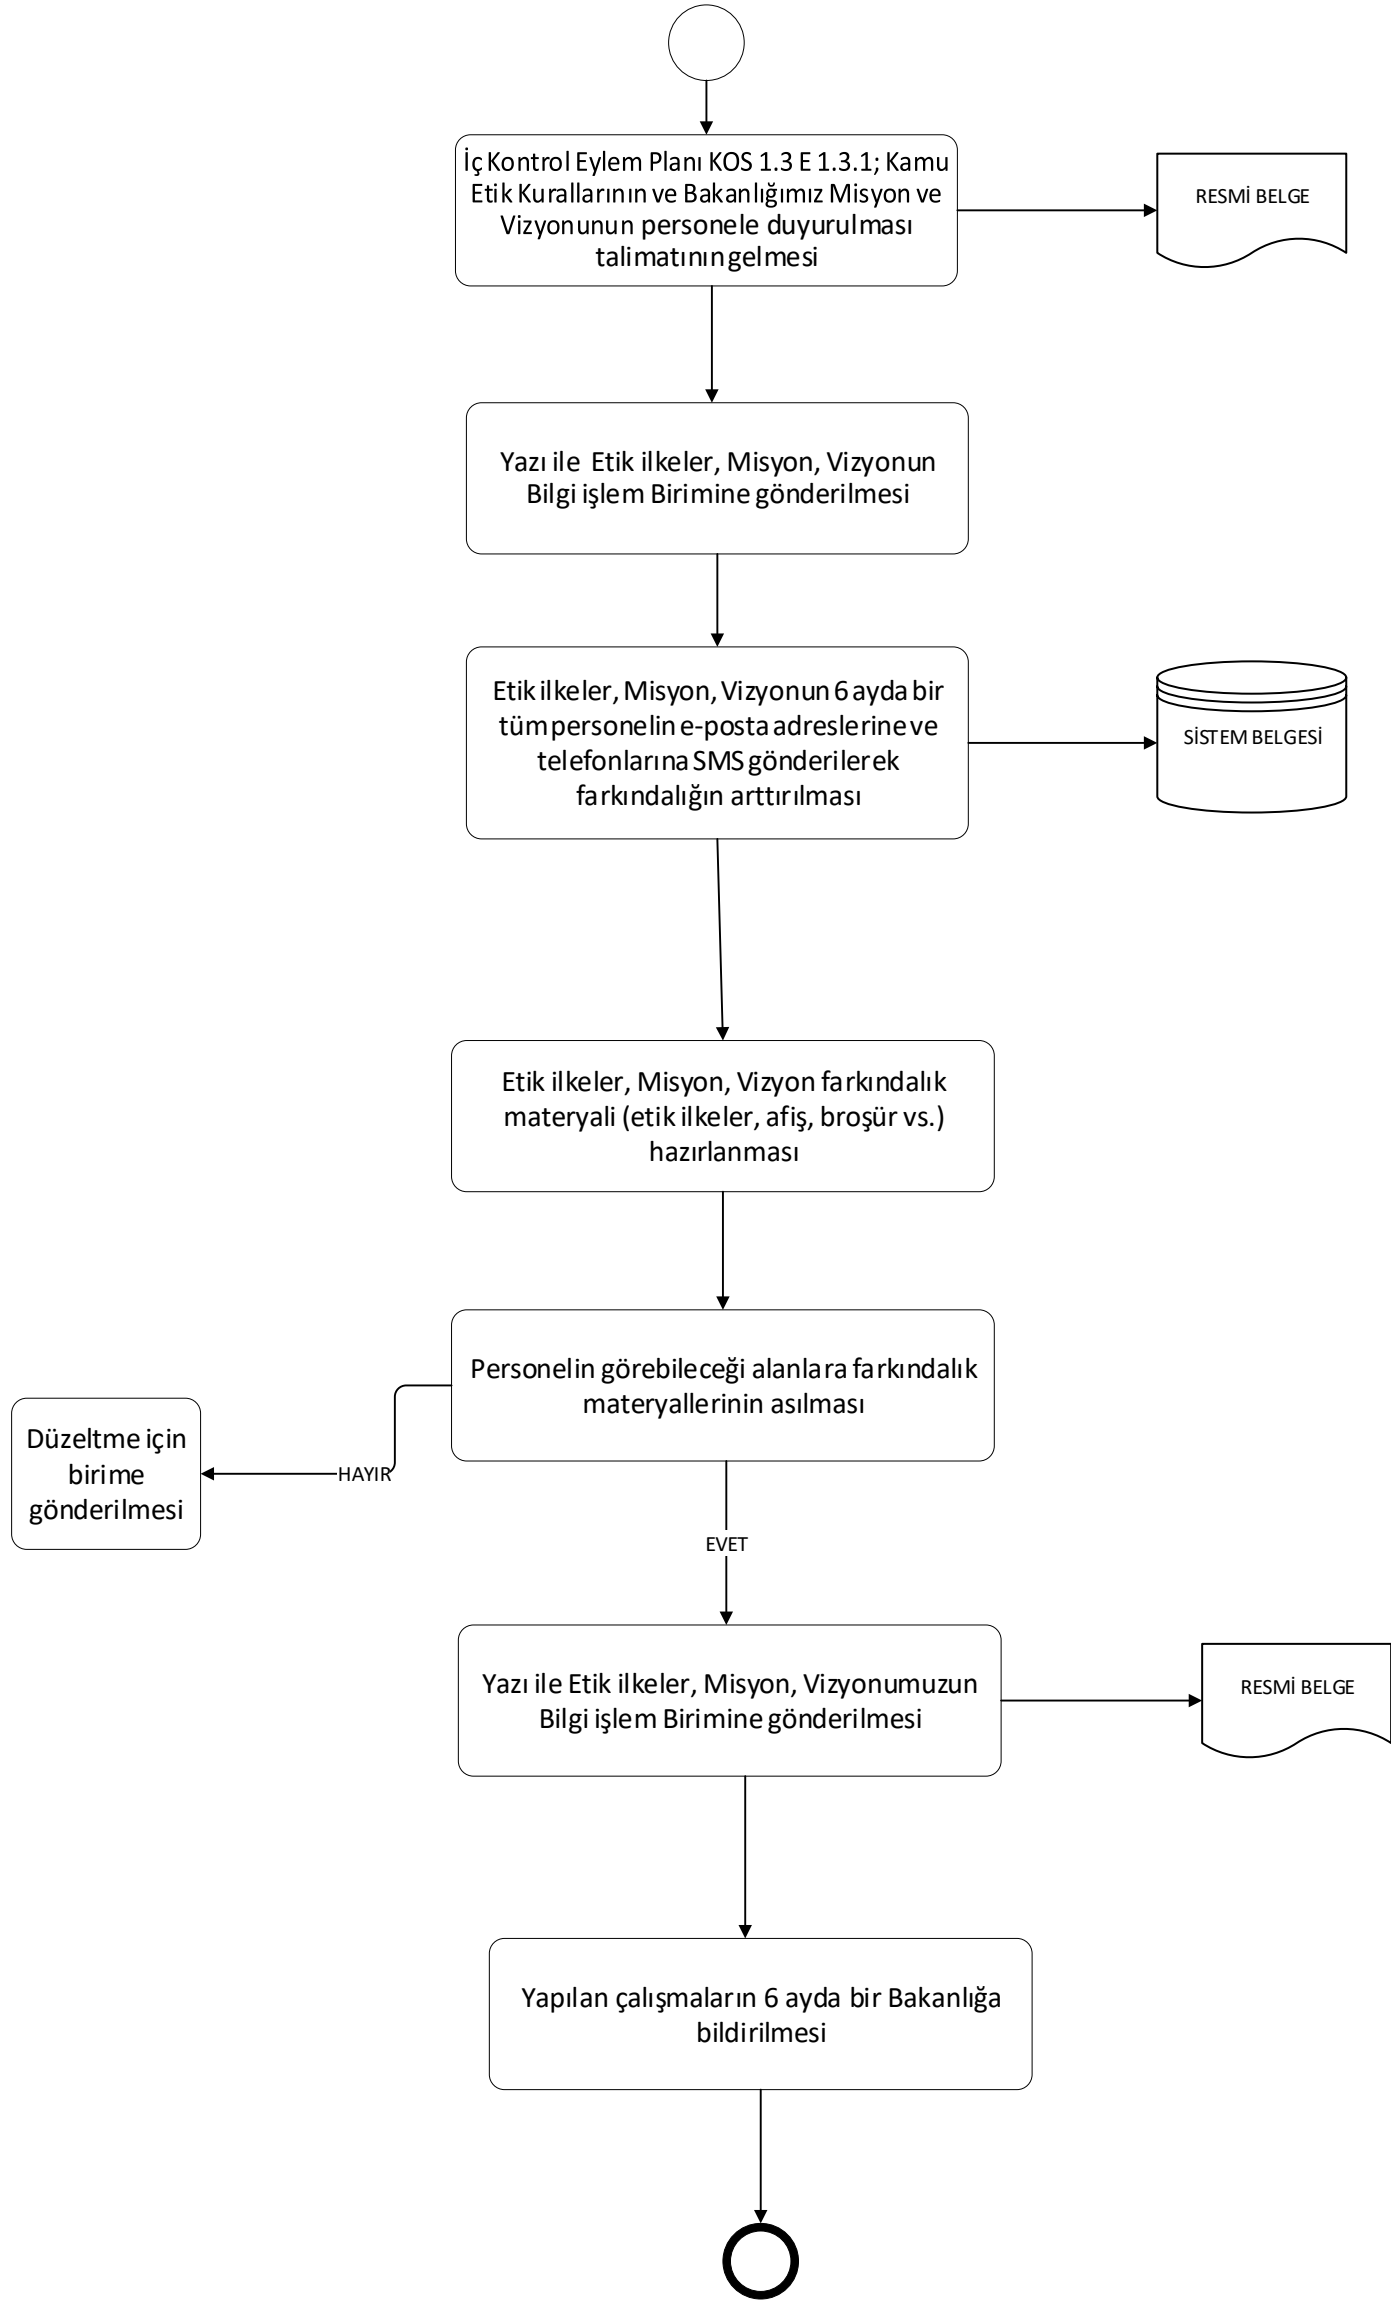 İç Kontrol Eylem Planı KOS 1.3 E 1.3.1; Kamu
Etik Kurallarının ve Bakanlığımız Misyon ve
Vizyonunun personele duyurulması
talimatının gelmesi
RESMİ BELGE
Yazı ile Etik ilkeler, Misyon, Vizyonun
Bilgi işlem Birimine gönderilmesi
Etik ilkeler, Misyon, Vizyonun 6 ayda bir
tüm personelin e-posta adreslerine ve
telefonlarına SMS gönderilerek
farkındalığın arttırılması
SİSTEM BELGESİ
Etik ilkeler, Misyon, Vizyon farkındalık
materyali (etik ilkeler, afiş, broşür vs.)
hazırlanması
Personelin görebileceği alanlara farkındalık
materyallerinin asılması
Düzeltme için
birime
gönderilmesi
HAYIR
EVET
Yazı ile Etik ilkeler, Misyon, Vizyonumuzun
Bilgi işlem Birimine gönderilmesi
RESMİ BELGE
Yapılan çalışmaların 6 ayda bir Bakanlığa
bildirilmesi